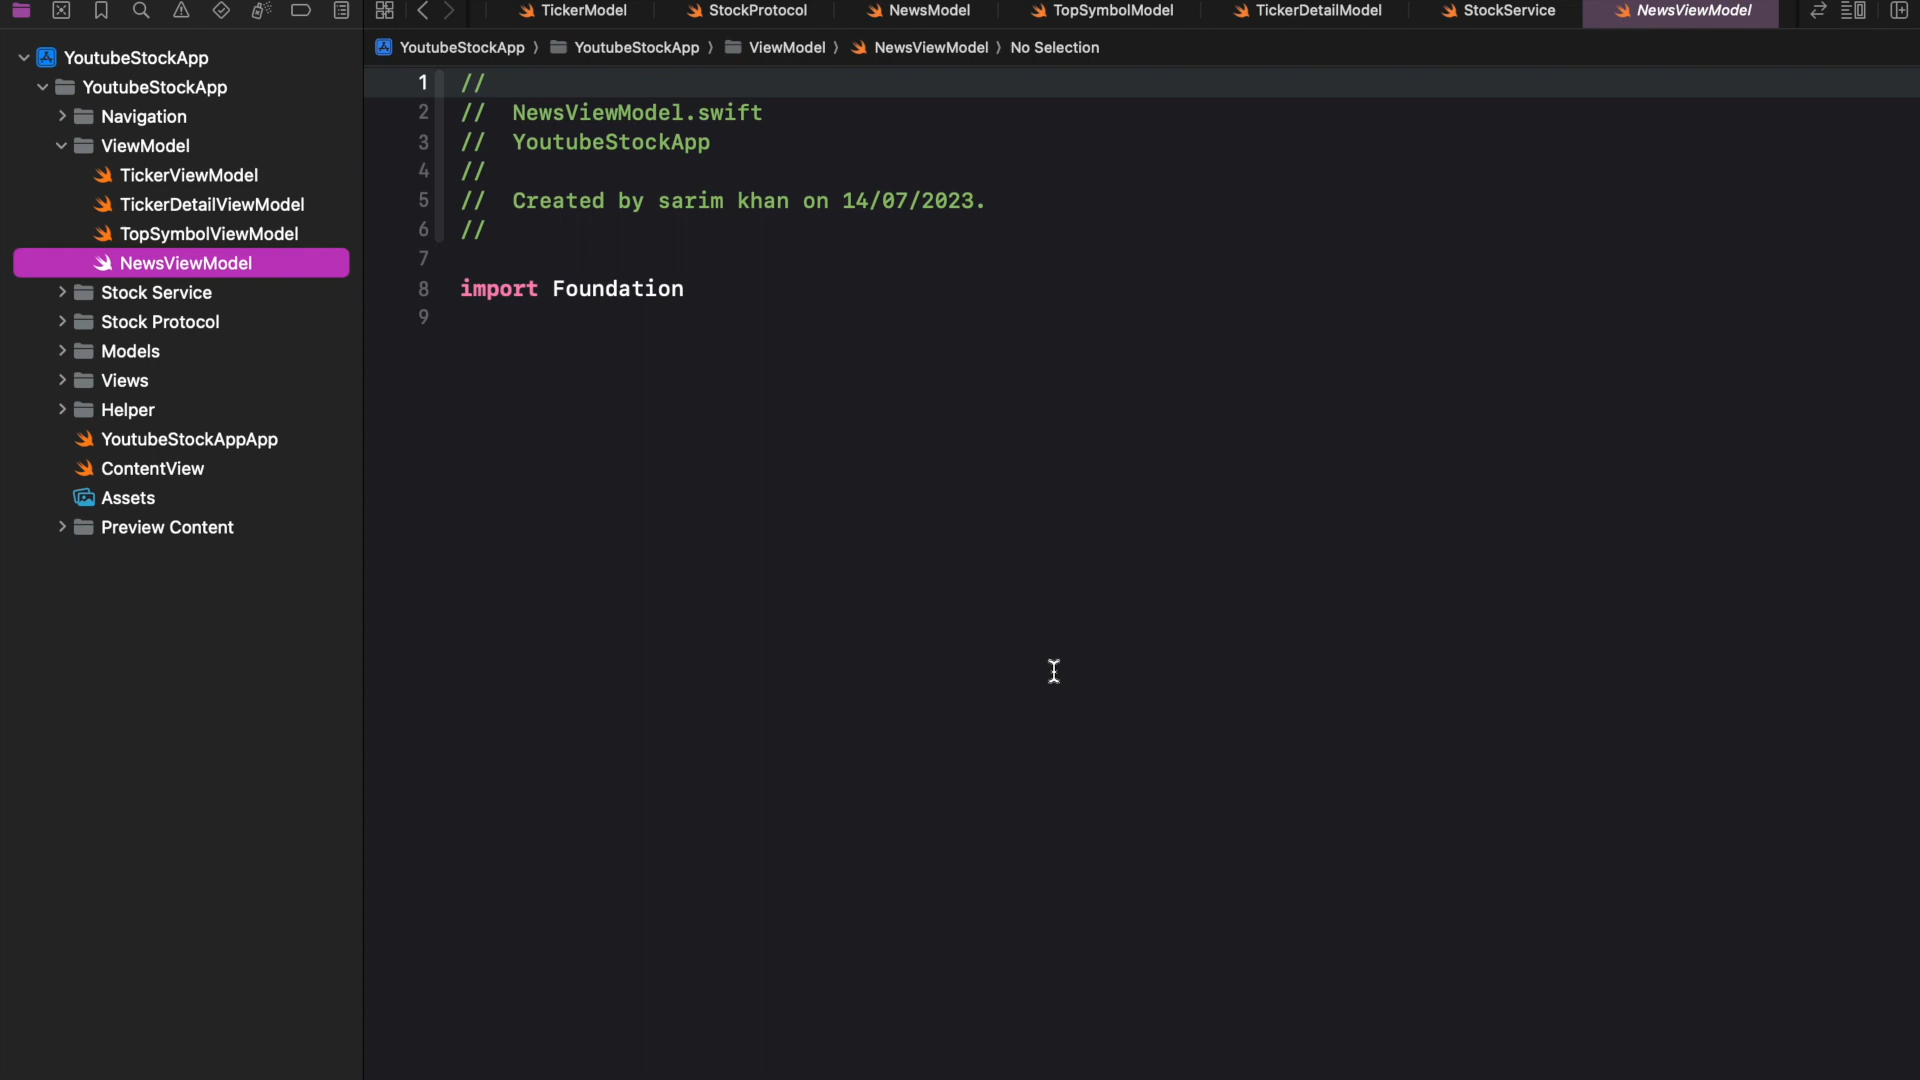 TickerModel
StockProtocol
NewsModel
TopSymbolModel
TickerDetailModel
StockService
NewsViewModel
YoutubeStockApp 〉 YoutubeStockApp 〉 ViewModel 〉 NewsViewModel 〉 No Selection
YoutubeStockApp
YoutubeStockApp
Navigation
ViewModel
TickerViewModel
TickerDetailViewModel
TopSymbolViewModel
NewsViewModel
Stock Service
Stock Protocol
Models
Views
Helper
YoutubeStockAppApp
ContentView
Assets
Preview Content
1 //
2 // NewsViewModel.swift
3 // YoutubeStockApp
4 //
5 // Created by sarim khan on 14/07/2023.
6 //
7
8 import Foundation
9